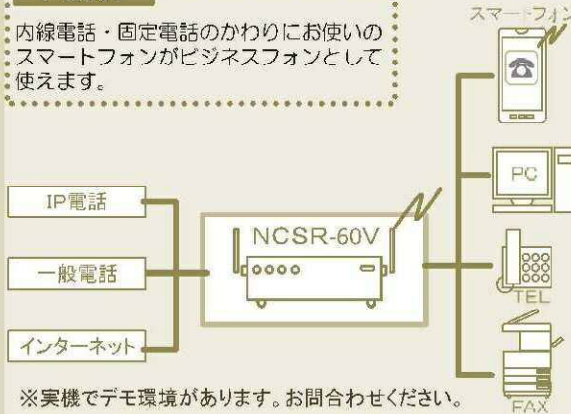 スマートフォン
内線電話・固定電話のかわりにお使いの
スマートフォンがビジネスフォンとして
使えます。
IP電話
一般電話
インターネット
NCSR-60V
PC
TEL
FAX
※実機でデモ環境があります。お問合わせください。